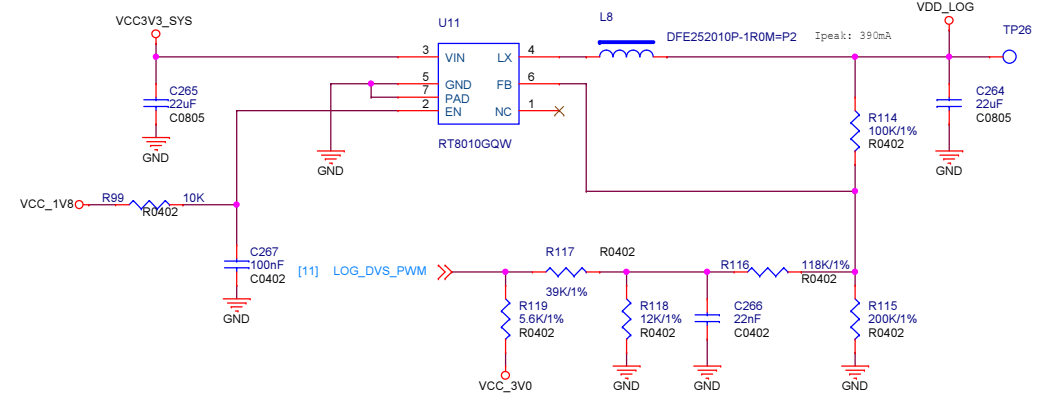 VCC3V3_SYS
U11
L8
VDD_LOG
DFE252010P-1R0M=P2
Ipeak: 390mA
TP26
3
VIN
LX
4
5
GND
FB
6
7
PAD
2
EN
NC
1
RT8010GQW
C265
22uF
C0805
GND
GND
C264
22uF
C0805
GND
R114
100K/1%
R0402
VCC_1V8
R99
10K
R0402
C267
100nF
C0402
GND
[11]
LOG_DVS_PWM
R117
R0402
39K/1%
R116
118K/1%
R0402
R119
5.6K/1%
R0402
VCC_3V0
R118
12K/1%
R0402
GND
C266
22nF
C0402
GND
R115
200K/1%
R0402
GND